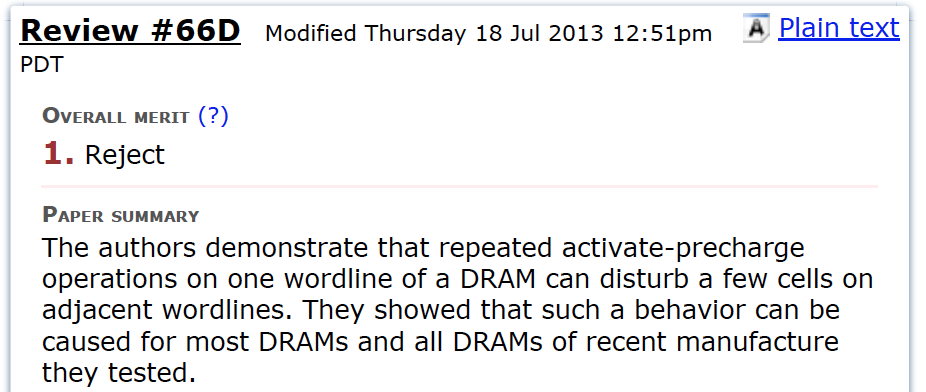 Review #66D Modified Thursday 18 Jul 2013 12:51pm A Plain text
PDT
Overall merit (?)
1. Reject
Paper summary
The authors demonstrate that repeated activate-precharge
operations on one wordline of a DRAM can disturb a few cells on
adjacent wordlines. They showed that such a behavior can be
caused for most DRAMs and all DRAMs of recent manufacture
they tested.